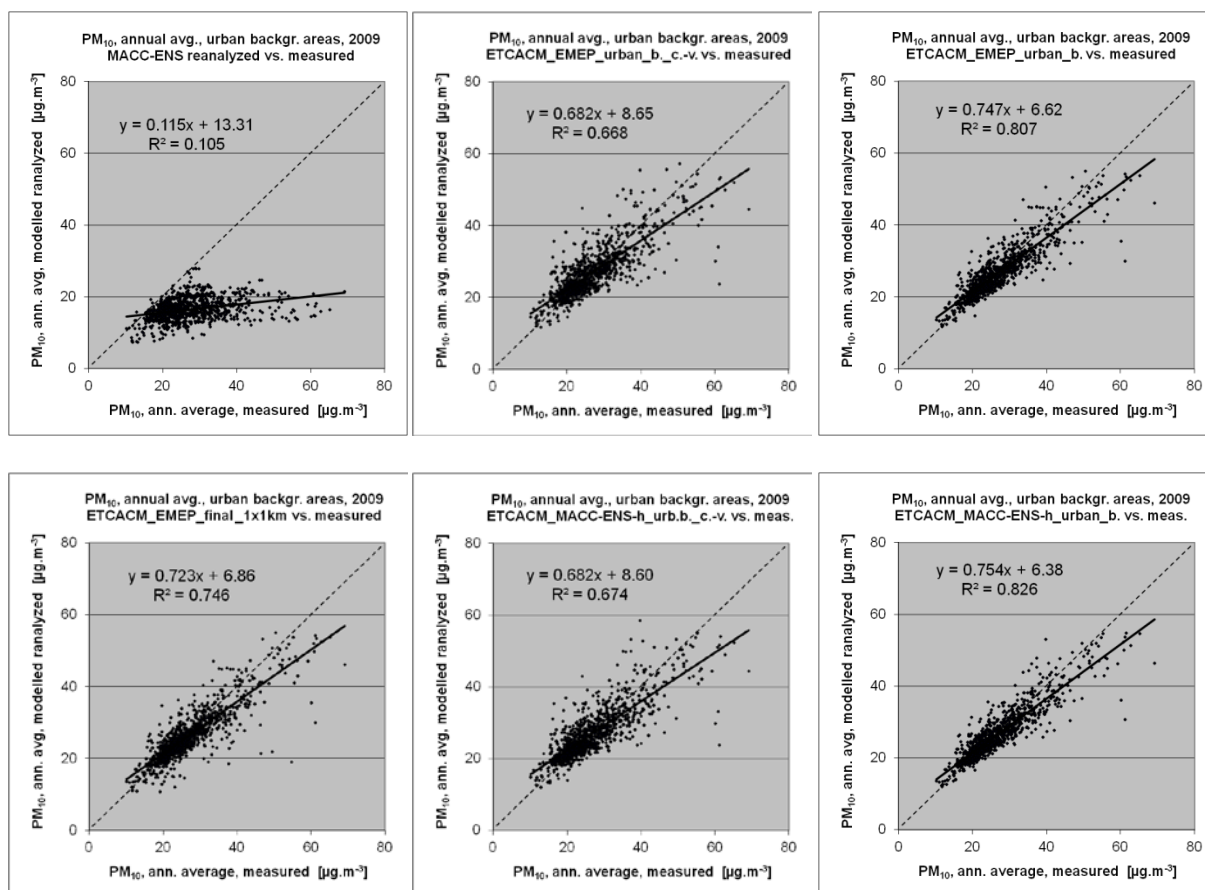 PM₁₀, annual avg., urban backgr. areas, 2009
MACC-ENS reanalyzed vs. measured
PM₁₀, ann. avg, modelled ranalyzed [µg.m⁻³]
80
60
40
20
0
y = 0.115x + 13.31
R² = 0.105
0 20 40 60 80
PM₁₀, ann. average, measured [µg.m⁻³]
PM₁₀, annual avg., urban backgr. areas, 2009
ETCACM_EMEP_urban_b._c.-v. vs. measured
PM₁₀, ann. avg, modelled ranalyzed [µg.m⁻³]
80
60
40
20
0
y = 0.682x + 8.65
R² = 0.668
0 20 40 60 80
PM₁₀, ann. average, measured [µg.m⁻³]
PM₁₀, annual avg., urban backgr. areas, 2009
ETCACM_EMEP_urban_b. vs. measured
PM₁₀, ann. avg, modelled ranalyzed [µg.m⁻³]
80
60
40
20
0
y = 0.747x + 6.62
R² = 0.807
0 20 40 60 80
PM₁₀, ann. average, measured [µg.m⁻³]
PM₁₀, annual avg., urban backgr. areas, 2009
ETCACM_EMEP_final_1x1km vs. measured
PM₁₀, ann. avg, modelled ranalyzed [µg.m⁻³]
80
60
40
20
0
y = 0.723x + 6.86
R² = 0.746
0 20 40 60 80
PM₁₀, ann. average, measured [µg.m⁻³]
PM₁₀, annual avg., urban backgr. areas, 2009
ETCACM_MACC-ENS-h_urb.b._c.-v. vs. meas.
PM₁₀, ann. avg, modelled ranalyzed [µg.m⁻³]
80
60
40
20
0
y = 0.682x + 8.60
R² = 0.674
0 20 40 60 80
PM₁₀, ann. average, measured [µg.m⁻³]
PM₁₀, annual avg., urban backgr. areas, 2009
ETCACM_MACC-ENS-h_urban_b. vs. meas.
PM₁₀, ann. avg, modelled ranalyzed [µg.m⁻³]
80
60
40
20
0
y = 0.754x + 6.38
R² = 0.826
0 20 40 60 80
PM₁₀, ann. average, measured [µg.m⁻³]